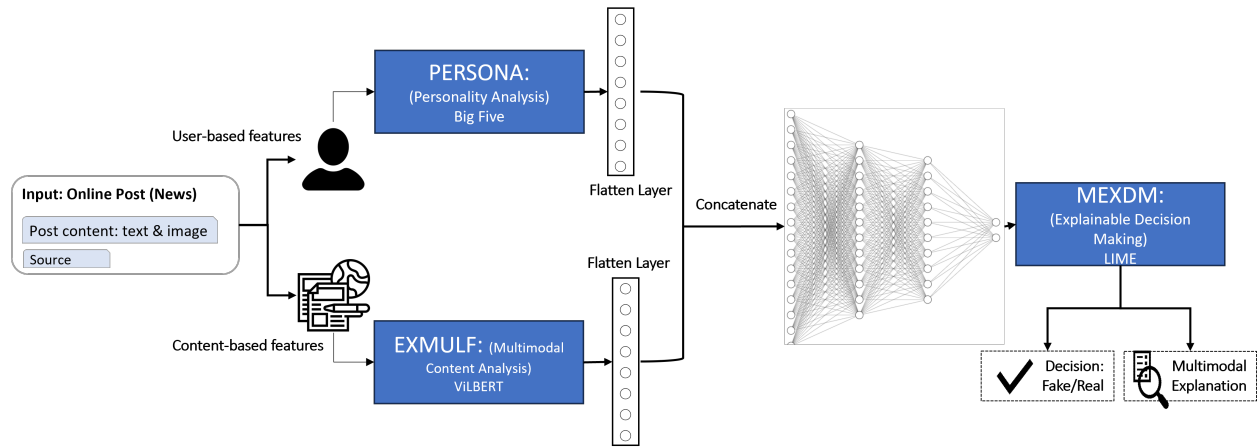 Input: Online Post (News)
Post content: text & image
Source
User-based features
Content-based features
PERSONA:
(Personality Analysis)
Big Five
Flatten Layer
EXMULF: (Multimodal
Content Analysis)
ViLBERT
Flatten Layer
Concatenate
MEXDM:
(Explainable Decision
Making)
LIME
Decision:
Fake/Real
Multimodal
Explanation